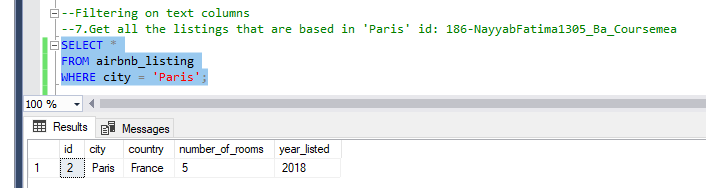 --Filtering on text columns
--7.Get all the listings that are based in 'Paris' id: 186-NayyabFatima1305_Ba_Coursemea
SELECT *
FROM airbnb_listing
WHERE city = 'Paris';
100 %
Results Messages
id city country number_of_rooms year_listed
1 2 Paris France 5 2018